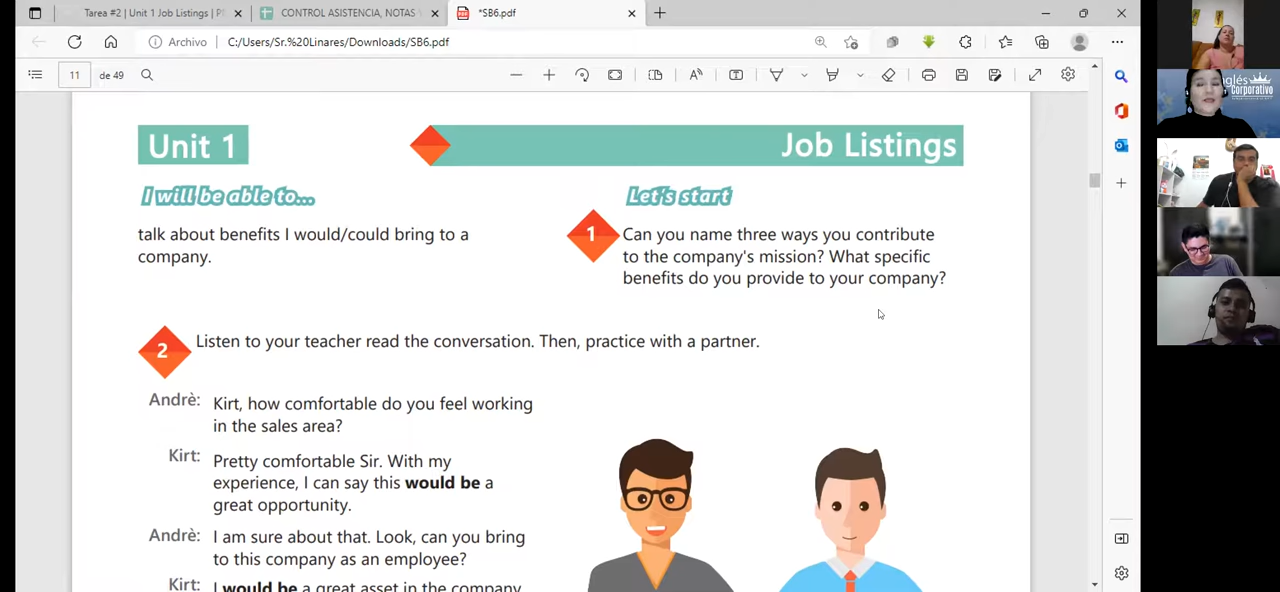 Tarea #2 | Unit 1 Job Listings | P
CONTROL ASISTENCIA, NOTAS
*SB6.pdf
Archivo
C:/Users/Sr.%20Linares/Downloads/SB6.pdf
11
de 49
Unit 1
Job Listings
I will be able to...
talk about benefits I would/could bring to a
company.
Let's start
1
Can you name three ways you contribute
to the company's mission? What specific
benefits do you provide to your company?
2
Listen to your teacher read the conversation. Then, practice with a partner.
Andrè:
Kirt, how comfortable do you feel working
in the sales area?
Kirt:
Pretty comfortable Sir. With my
experience, I can say this would be a
great opportunity.
Andrè:
I am sure about that. Look, can you bring
to this company as an employee?
Kirt:
I would be a great asset in the company
nglés
Corporativo